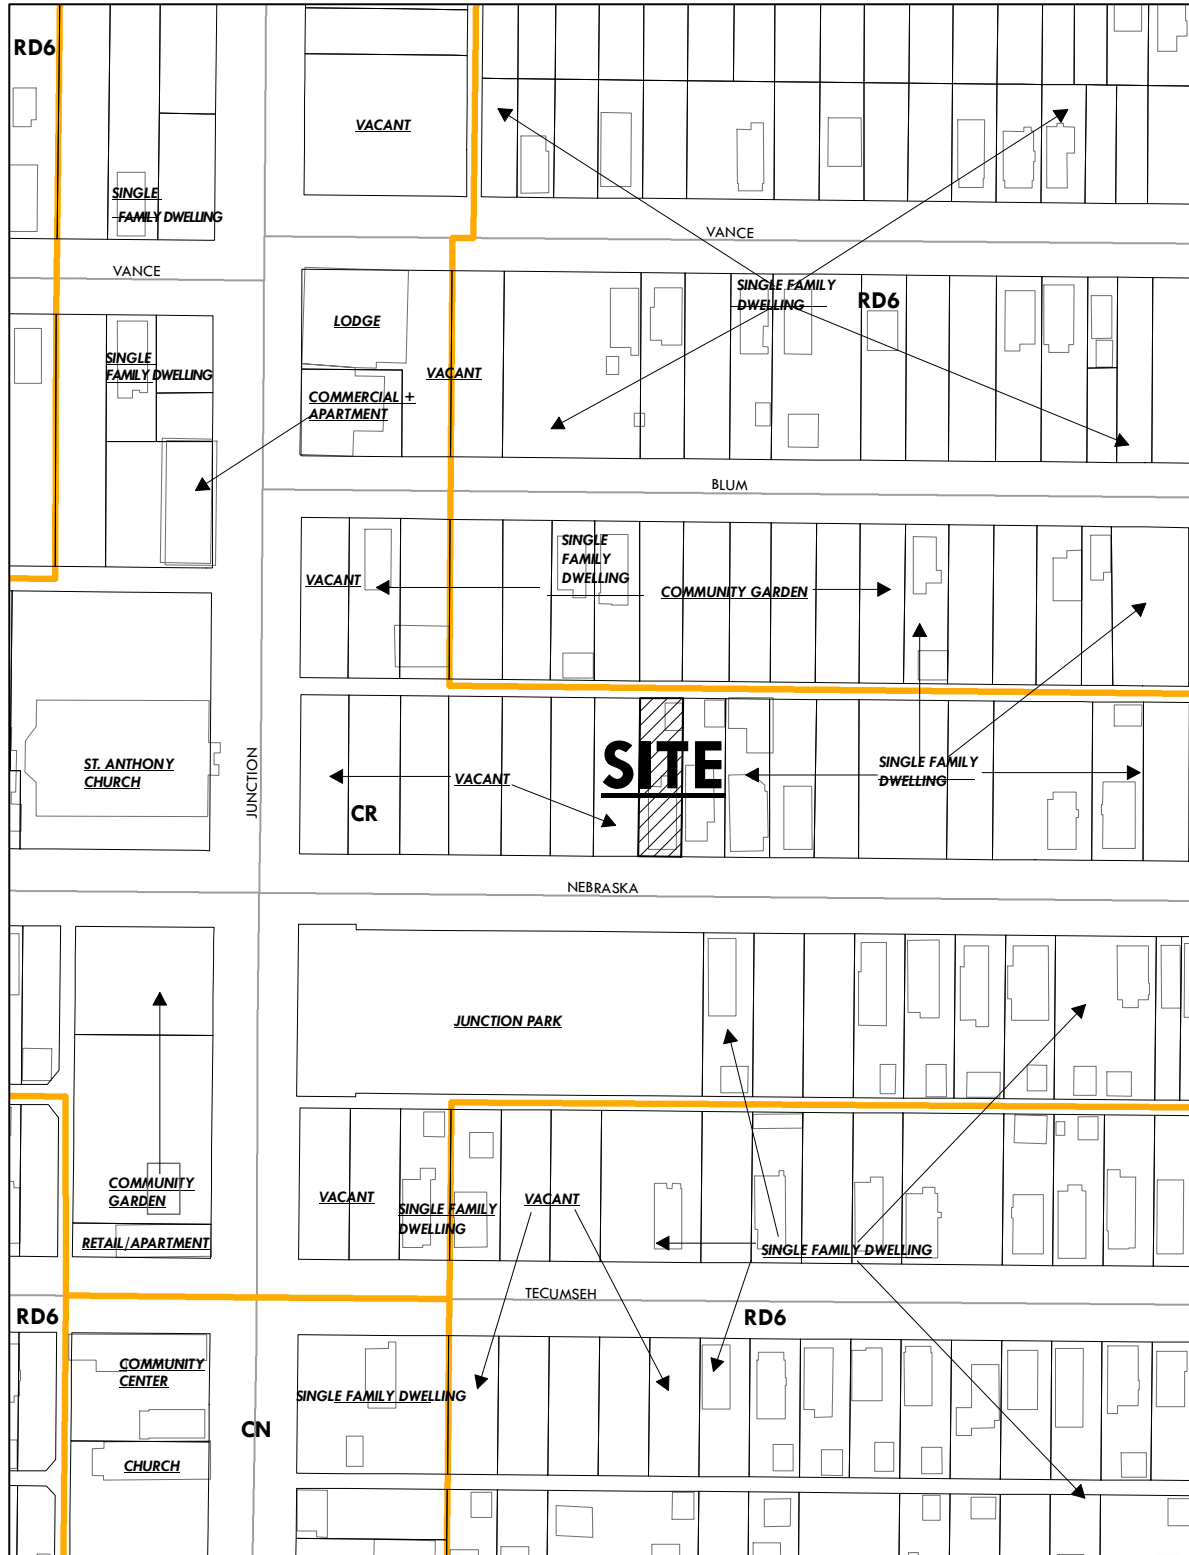 RD6
VACANT
SINGLE
FAMILY DWELLING
VANCE
VANCE
SINGLE FAMILY
DWELLING
RD6
LODGE
SINGLE
FAMILY DWELLING
VACANT
COMMERCIAL +
APARTMENT
BLUM
SINGLE
FAMILY
DWELLING
VACANT
COMMUNITY GARDEN
ST. ANTHONY
CHURCH
JUNCTION
VACANT
SITE
SINGLE FAMILY
DWELLING
CR
NEBRASKA
JUNCTION PARK
COMMUNITY
GARDEN
VACANT
SINGLE FAMILY
DWELLING
VACANT
RETAIL/APARTMENT
SINGLE FAMILY DWELLING
TECUMSEH
RD6
RD6
COMMUNITY
CENTER
SINGLE FAMILY DWELLING
CN
CHURCH